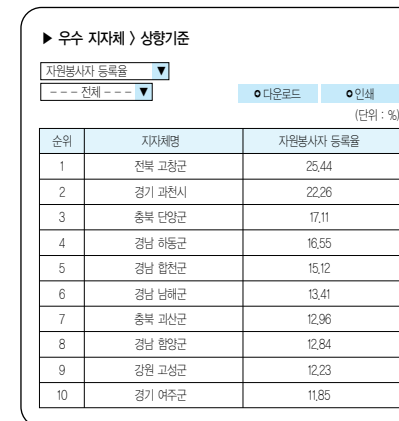 ▶ 우수 지자체 〉 상향기준
자원봉사자 등록율 ▼
- - - 전체 - - - ▼
다운로드 인쇄
(단위 : %)
순위 지자체명 자원봉사자 등록율
1 전북 고창군 25.44
2 경기 과천시 22.26
3 충북 단양군 17.11
4 경남 하동군 16.55
5 경남 합천군 15.12
6 경남 남해군 13.41
7 충북 괴산군 12.96
8 경남 함양군 12.84
9 강원 고성군 12.23
10 경기 여주군 11.85